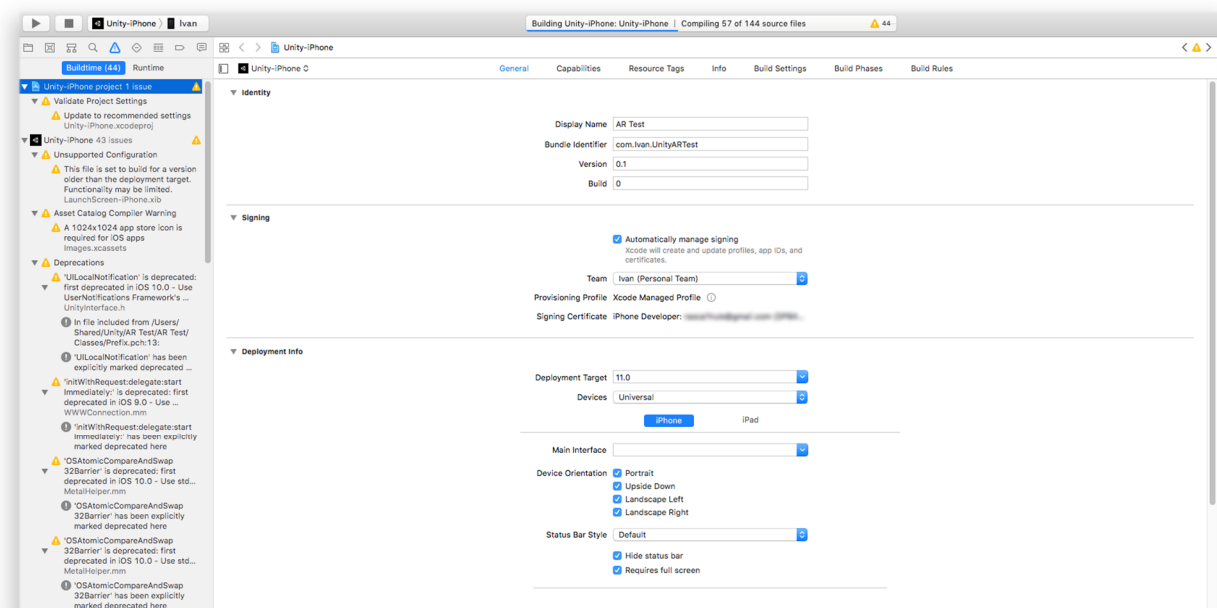 Unity-iPhone 〉 Ivan
Building Unity-iPhone: Unity-iPhone | Compiling 57 of 144 source files
44
Unity-iPhone
Buildtime (44) Runtime
Unity-iPhone project 1 issue
Validate Project Settings
Update to recommended settings
Unity-iPhone.xcodeproj
Unity-iPhone 43 issues
Unsupported Configuration
This file is set to build for a version
older than the deployment target.
Functionality may be limited.
LaunchScreen-iPhone.xib
Asset Catalog Compiler Warning
A 1024x1024 app store icon is
required for iOS apps
Images.xcassets
Deprecations
'UILocalNotification' is deprecated:
first deprecated in iOS 10.0 - Use
UserNotifications Framework's ...
UnityInterface.h
In file included from /Users/
Shared/Unity/AR Test/AR Test/
Classes/Prefix.pch:13:
'UILocalNotification' has been
explicitly marked deprecated ...
'initWithRequest:delegate:start
Immediately:' is deprecated: first
deprecated in iOS 9.0 - Use ...
WWWConnection.mm
'initWithRequest:delegate:start
Immediately:' has been explicitly
marked deprecated here
'OSAtomicCompareAndSwap
32Barrier' is deprecated: first
deprecated in iOS 10.0 - Use std...
MetalHelper.mm
'OSAtomicCompareAndSwap
32Barrier' has been explicitly
marked deprecated here
'OSAtomicCompareAndSwap
32Barrier' is deprecated: first
deprecated in iOS 10.0 - Use std...
MetalHelper.mm
'OSAtomicCompareAndSwap
32Barrier' has been explicitly
marked deprecated here
Unity-iPhone
General Capabilities Resource Tags Info Build Settings Build Phases Build Rules
Identity
Display Name AR Test
Bundle Identifier com.Ivan.UnityARTest
Version 0.1
Build 0
Signing
Automatically manage signing
Xcode will create and update profiles, app IDs, and
certificates.
Team Ivan (Personal Team)
Provisioning Profile Xcode Managed Profile
Signing Certificate iPhone Developer:
Deployment Info
Deployment Target 11.0
Devices Universal
iPhone iPad
Main Interface
Device Orientation Portrait
Upside Down
Landscape Left
Landscape Right
Status Bar Style Default
Hide status bar
Requires full screen